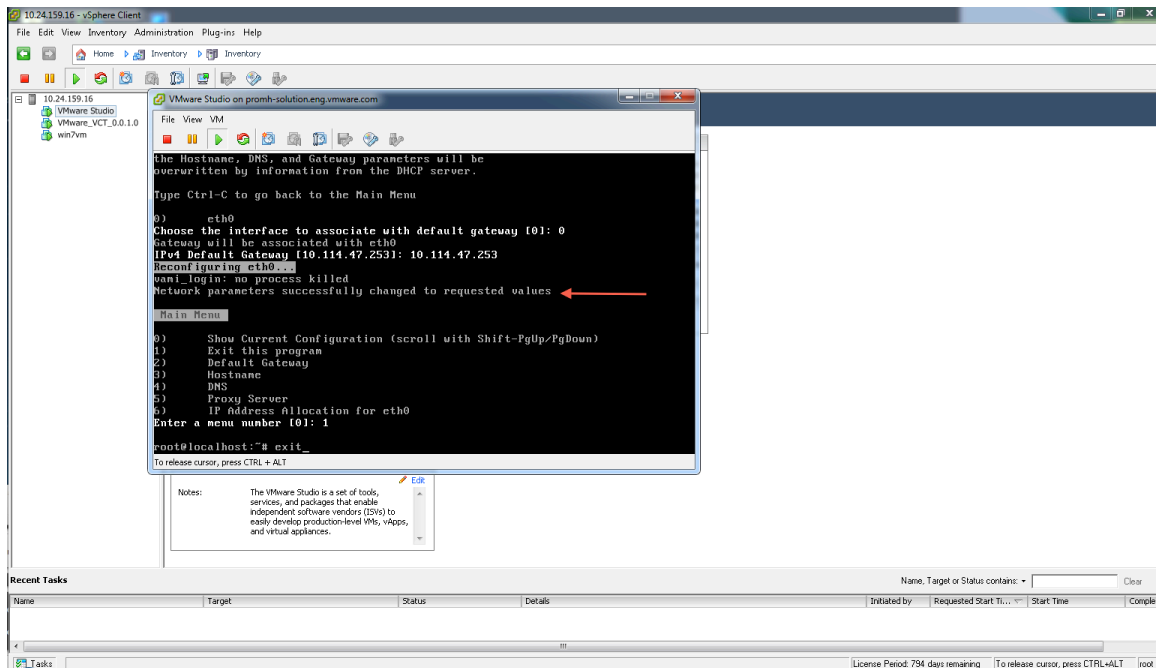 10.24.159.16 - vSphere Client
File Edit View Inventory Administration Plug-ins Help
Home Inventory Inventory
10.24.159.16
VMware Studio
VMware_VCT_0.0.1.0
win7vm
VMware Studio on promh-solution.eng.vmware.com
File View VM
the Hostname, DNS, and Gateway parameters will be
overwritten by information from the DHCP server.
Type Ctrl-C to go back to the Main Menu
0) eth0
Choose the interface to associate with default gateway [0]: 0
Gateway will be associated with eth0
IPv4 Default Gateway [10.114.47.253]: 10.114.47.253
Reconfiguring eth0...
vami_login: no process killed
Network parameters successfully changed to requested values
Main Menu
0) Show Current Configuration (scroll with Shift-PgUp/PgDown)
1) Exit this program
2) Default Gateway
3) Hostname
4) DNS
5) Proxy Server
6) IP Address Allocation for eth0
Enter a menu number [0]: 1
root@localhost:~# exit_
To release cursor, press CTRL + ALT
Edit
Notes: The VMware Studio is a set of tools,
services, and packages that enable
independent software vendors (ISVs) to
easily develop production-level VMs, vApps,
and virtual appliances.
Recent Tasks Name, Target or Status contains: Clear
Name Target Status Details Initiated by Requested Start Ti... Start Time Comple
Tasks License Period: 794 days remaining To release cursor, press CTRL+ALT root